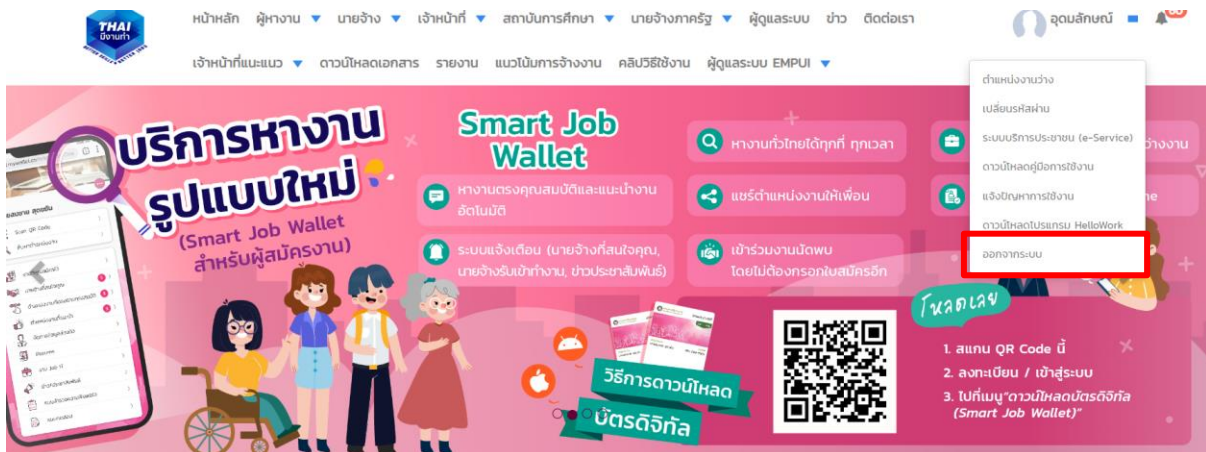 THAI
มีงานทำ
หน้าหลัก ผู้หางาน นายจ้าง เจ้าหน้าที่ สถาบันการศึกษา นายจ้างภาครัฐ ผู้ดูแลระบบ ข่าว ติดต่อเรา
อุดมลักษณ์
เจ้าหน้าที่แนะแนว ดาวน์โหลดเอกสาร รายงาน แนวโน้มการจ้างงาน คลิปวิธีใช้งาน ผู้ดูแลระบบ EMPUI
ตำแหน่งงานว่าง
เปลี่ยนรหัสผ่าน
ระบบบริการประชาชน (e-Service)
ดาวน์โหลดคู่มือการใช้งาน
แจ้งปัญหาการใช้งาน
ดาวน์โหลดโปรแกรม HelloWork
ออกจากระบบ
บริการหางาน
รูปแบบใหม่
(Smart Job Wallet
สำหรับผู้สมัครงาน)
Smart Job
Wallet
หางานตรงคุณสมบัติและแนะนำงาน
อัตโนมัติ
ระบบแจ้งเตือน (นายจ้างที่สนใจคุณ,
นายจ้างรับเข้าทำงาน, ข่าวประชาสัมพันธ์)
หางานทั่วไทยได้ทุกที่ ทุกเวลา
แชร์ตำแหน่งงานให้เพื่อน
เข้าร่วมงานนัดพบ
โดยไม่ต้องกรอกใบสมัครอีก
ว่างงาน
ne
วิธีการดาวน์โหลด
บัตรดิจิทัล
โหลดเลย
1. สแกน QR Code นี้
2. ลงทะเบียน / เข้าสู่ระบบ
3. ไปที่เมนู"ดาวน์โหลดบัตรดิจิทัล
(Smart Job Wallet)"